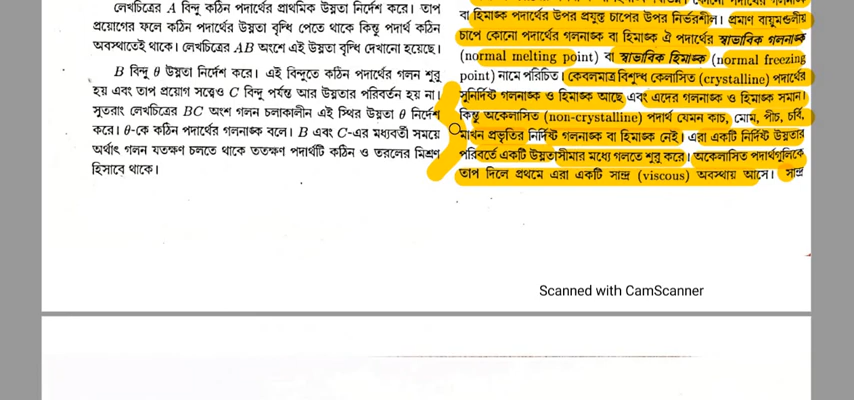 লেখচিত্রের A বিন্দু কঠিন পদার্থের প্রাথমিক উষ্ণতা নির্দেশ করে। তাপ
প্রয়োগের ফলে কঠিন পদার্থের উষ্ণতা বৃদ্ধি পেতে থাকে কিন্তু পদার্থ কঠিন
অবস্থাতেই থাকে। লেখচিত্রের AB অংশে এই উষ্ণতা বৃদ্ধি দেখানো হয়েছে।
B বিন্দু θ উষ্ণতা নির্দেশ করে। এই বিন্দুতে কঠিন পদার্থের গলন শুরু
হয় এবং তাপ প্রয়োগ সত্ত্বেও C বিন্দু পর্যন্ত আর উষ্ণতার পরিবর্তন হয় না।
সুতরাং লেখচিত্রের BC অংশ গলন চলাকালীন এই স্থির উষ্ণতা θ নির্দেশ
করে। θ-কে কঠিন পদার্থের গলনাঙ্ক বলে। B এবং C-এর মধ্যবর্তী সময়ে
অর্থাৎ গলন যতক্ষণ চলতে থাকে ততক্ষণ পদার্থটি কঠিন ও তরলের মিশ্রণ
হিসাবে থাকে।
বা হিমাঙ্ক পদার্থের উপর প্রযুক্ত চাপের উপর নির্ভরশীল। প্রমাণ বায়ুমণ্ডলীয়
চাপে কোনো পদার্থের গলনাঙ্ক বা হিমাঙ্ক ঐ পদার্থের স্বাভাবিক গলনাঙ্ক
(normal melting point) বা স্বাভাবিক হিমাঙ্ক (normal freezing
point) নামে পরিচিত। কেবলমাত্র বিশুদ্ধ কেলাসিত (crystalline) পদার্থের
সুনির্দিষ্ট গলনাঙ্ক ও হিমাঙ্ক আছে এবং এদের গলনাঙ্ক ও হিমাঙ্ক সমান।
কিন্তু অকেলাসিত (non-crystalline) পদার্থ যেমন কাচ, মোম, পীচ, চর্বি,
মাখন প্রভৃতির নির্দিষ্ট গলনাঙ্ক বা হিমাঙ্ক নেই। এরা একটি নির্দিষ্ট উষ্ণতার
পরিবর্তে একটি উষ্ণতাসীমার মধ্যে গলতে শুরু করে। অকেলাসিত পদার্থগুলিকে
তাপ দিলে প্রথমে এরা একটি সান্দ্র (viscous) অবস্থায় আসে। সান্দ্র
Scanned with CamScanner